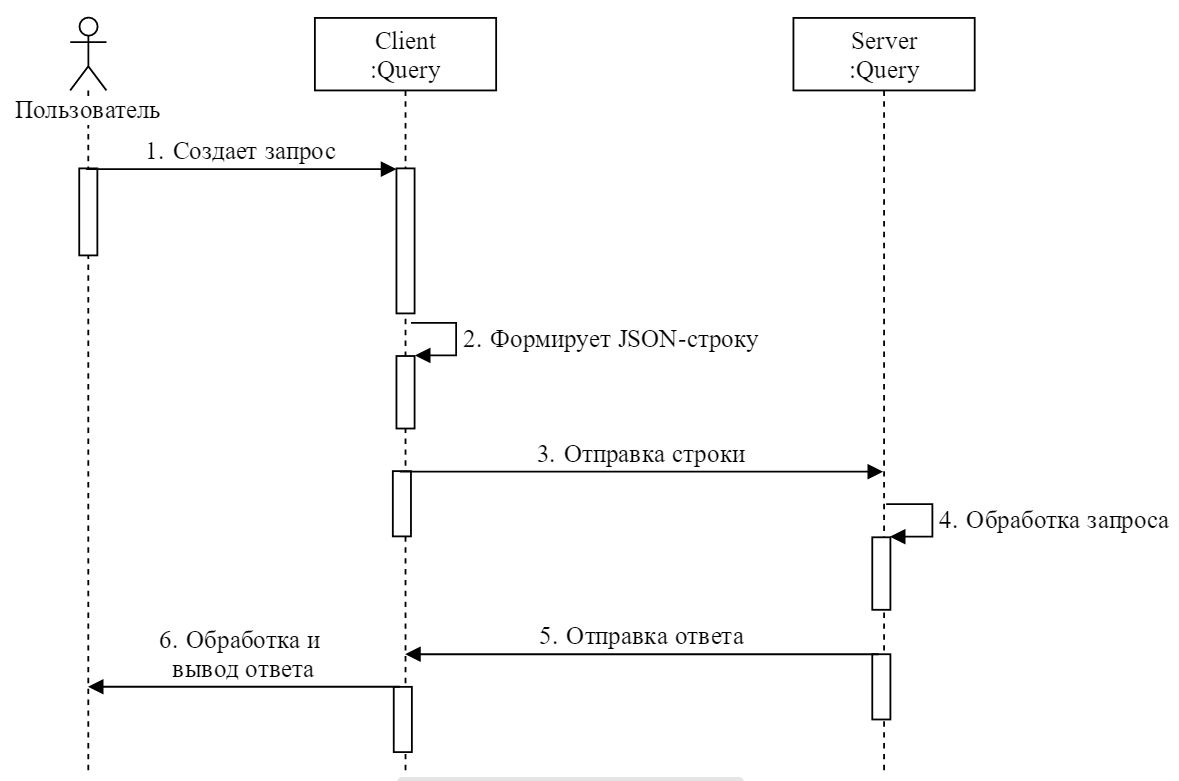 Client
:Query
Server
:Query
Пользователь
1. Создает запрос
2. Формирует JSON-строку
3. Отправка строки
4. Обработка запроса
5. Отправка ответа
6. Обработка и
вывод ответа